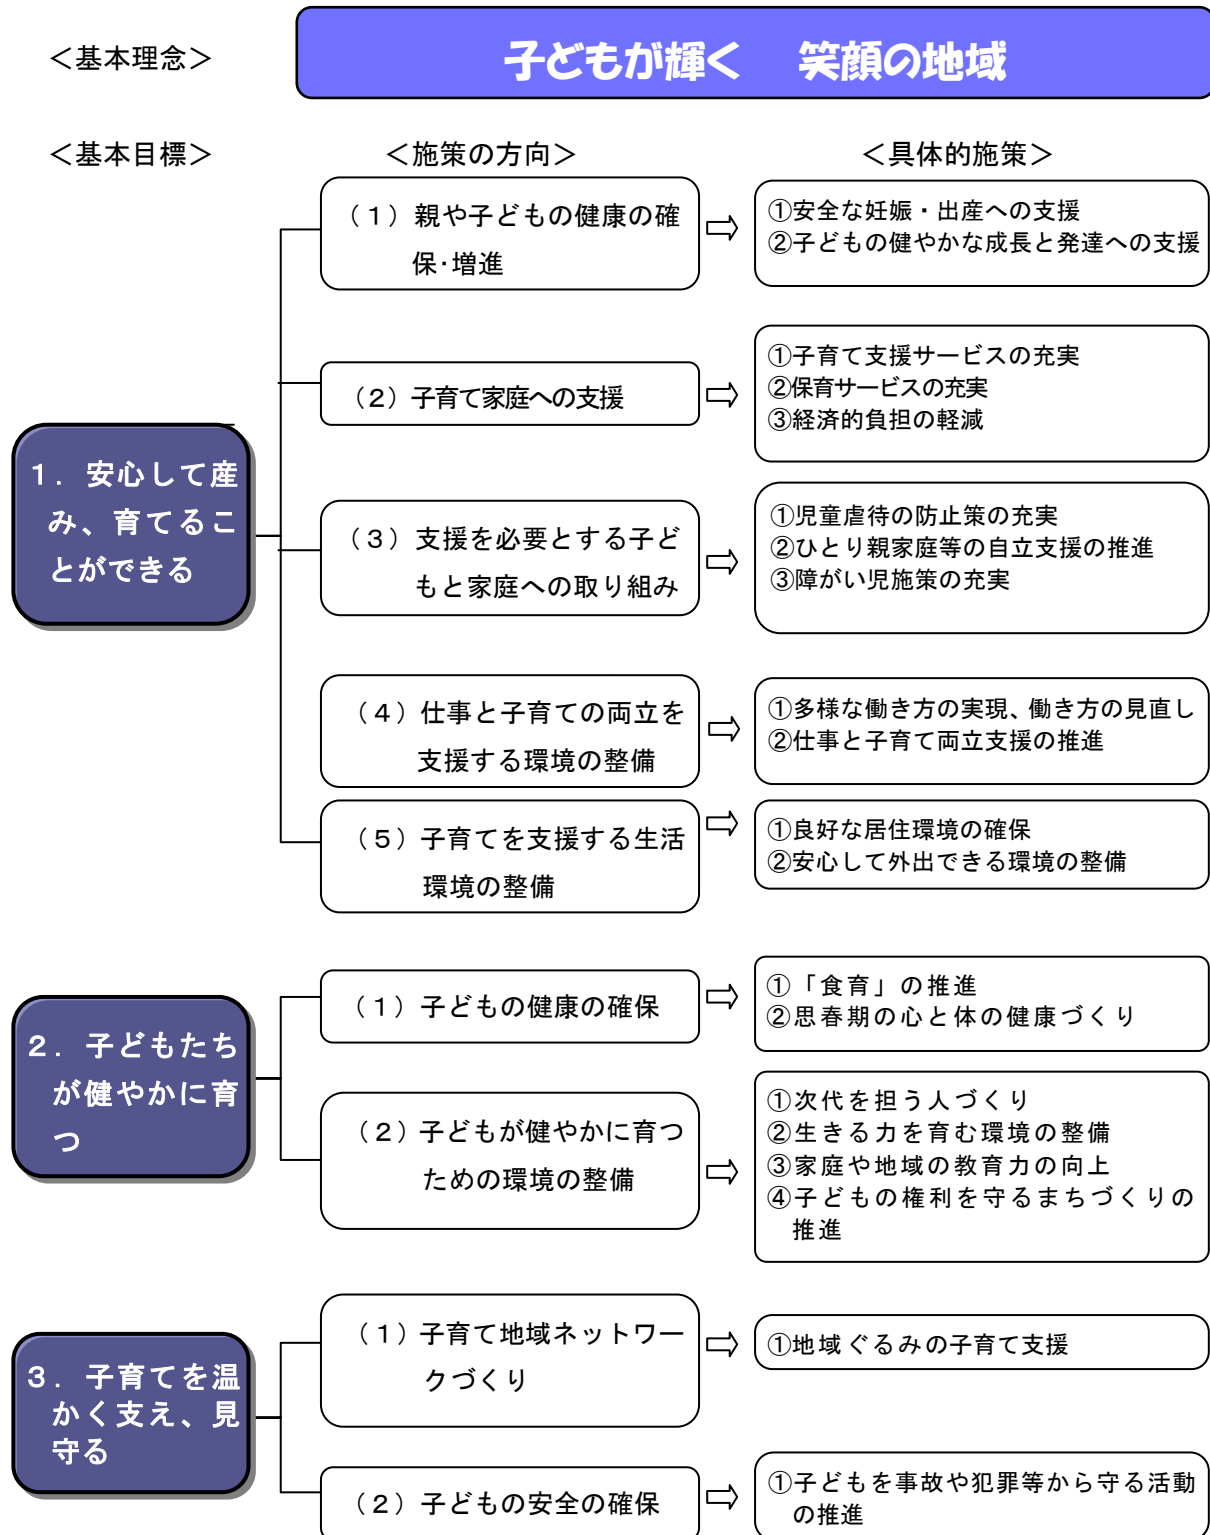 ＜基本理念＞
子どもが輝く　笑顔の地域
＜基本目標＞
＜施策の方向＞
＜具体的施策＞
１．安心して産
み、育てるこ
とができる
（１）親や子どもの健康の確
保・増進
①安全な妊娠・出産への支援
②子どもの健やかな成長と発達への支援
（２）子育て家庭への支援
①子育て支援サービスの充実
②保育サービスの充実
③経済的負担の軽減
（３）支援を必要とする子ど
もと家庭への取り組み
①児童虐待の防止策の充実
②ひとり親家庭等の自立支援の推進
③障がい児施策の充実
（４）仕事と子育ての両立を
支援する環境の整備
①多様な働き方の実現、働き方の見直し
②仕事と子育て両立支援の推進
（５）子育てを支援する生活
環境の整備
①良好な居住環境の確保
②安心して外出できる環境の整備
２．子どもたち
が健やかに育
つ
（１）子どもの健康の確保
①「食育」の推進
②思春期の心と体の健康づくり
（２）子どもが健やかに育つ
ための環境の整備
①次代を担う人づくり
②生きる力を育む環境の整備
③家庭や地域の教育力の向上
④子どもの権利を守るまちづくりの
推進
３．子育てを温
かく支え、見
守る
（１）子育て地域ネットワー
クづくり
①地域ぐるみの子育て支援
（２）子どもの安全の確保
①子どもを事故や犯罪等から守る活動
の推進